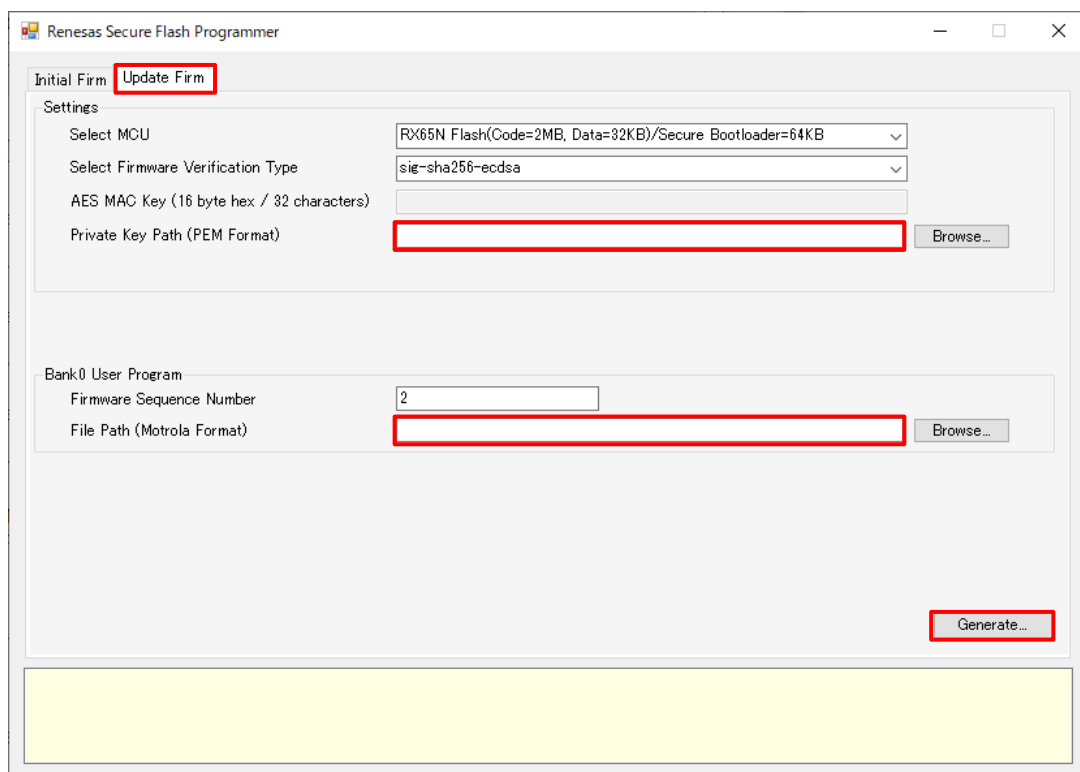 Renesas Secure Flash Programmer
Initial Firm Update Firm
Settings
Select MCU RX65N Flash(Code=2MB, Data=32KB)/Secure Bootloader=64KB
Select Firmware Verification Type sig-sha256-ecdsa
AES MAC Key (16 byte hex / 32 characters)
Private Key Path (PEM Format) Browse...
Bank0 User Program
Firmware Sequence Number 2
File Path (Motrola Format) Browse...
Generate...